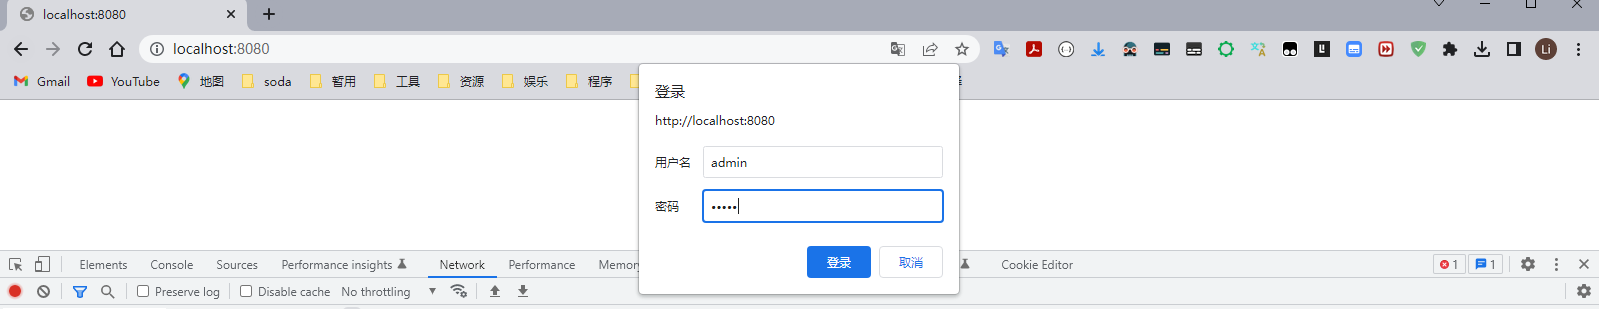 localhost:8080
localhost:8080
Li
Gmail YouTube 地图 soda 暂用 工具 资源 娱乐 程序
登录
http://localhost:8080
用户名 admin
密码 •••••
登录 取消
Elements Console Sources Performance insights Network Performance Memory Cookie Editor 1 1
Preserve log Disable cache No throttling